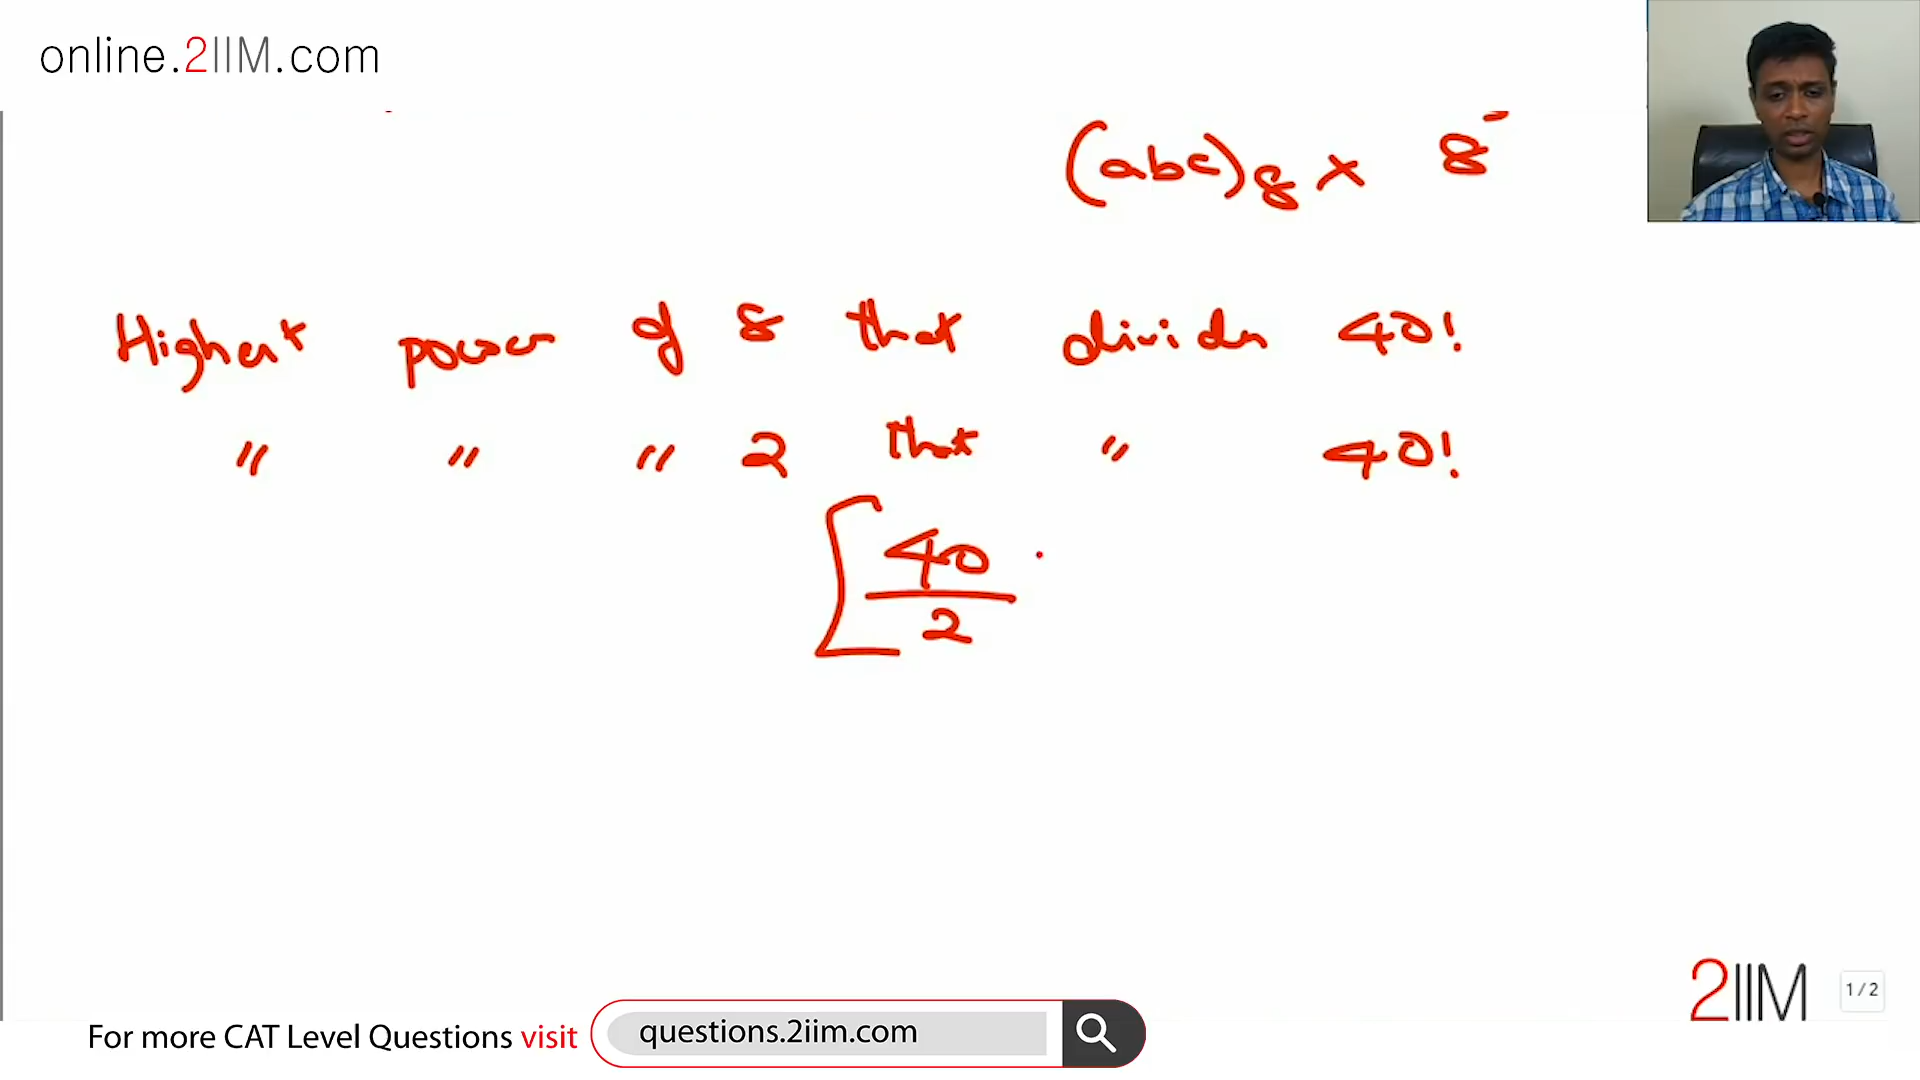 online.2IIM.com
(abc)₈ × 8
Highest power of 8 that divides 40!
〃 〃 〃 2 that 〃 40!
[40/2
2IIM 1/2
For more CAT Level Questions visit questions.2iim.com